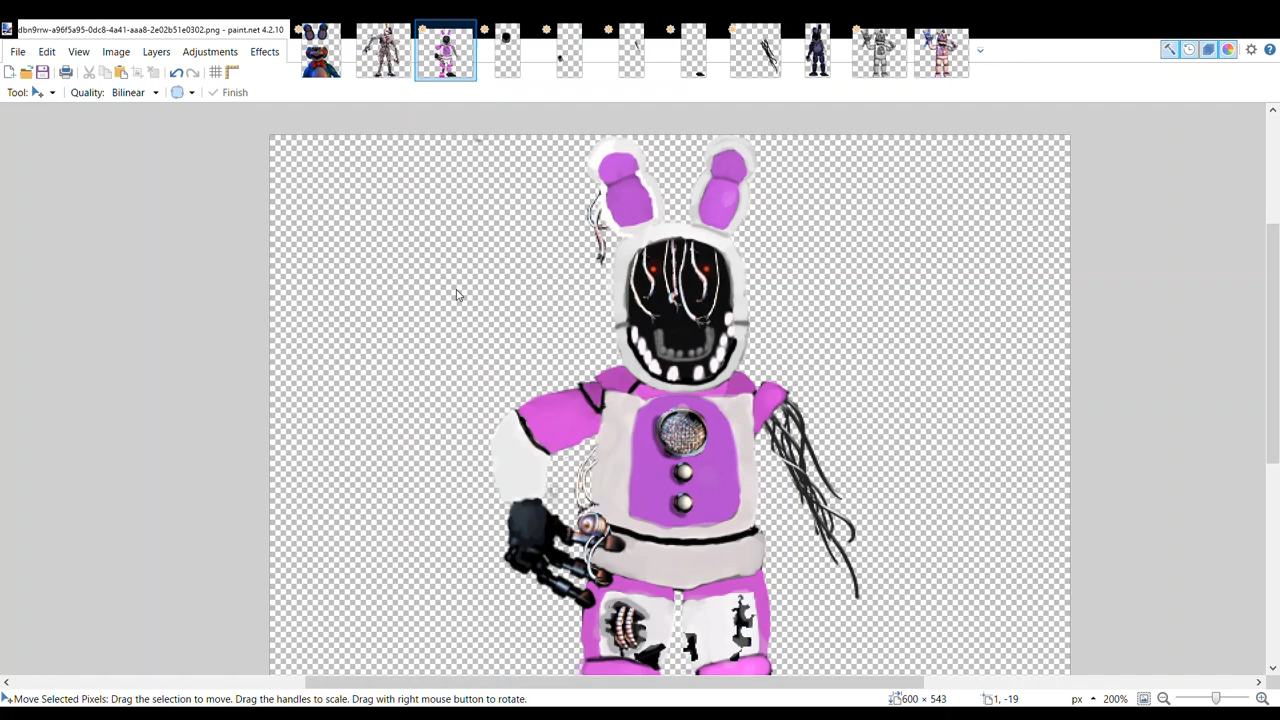 dbn9rrw-a96f5a95-0dc8-4a41-aaa8-2e02b51e0302.png - paint.net 4.2.10
File Edit View Image Layers Adjustments Effects
Tool: Quality: Bilinear Finish
Move Selected Pixels: Drag the selection to move. Drag the handles to scale. Drag with right mouse button to rotate. 600 × 543 1, -19 px 200%